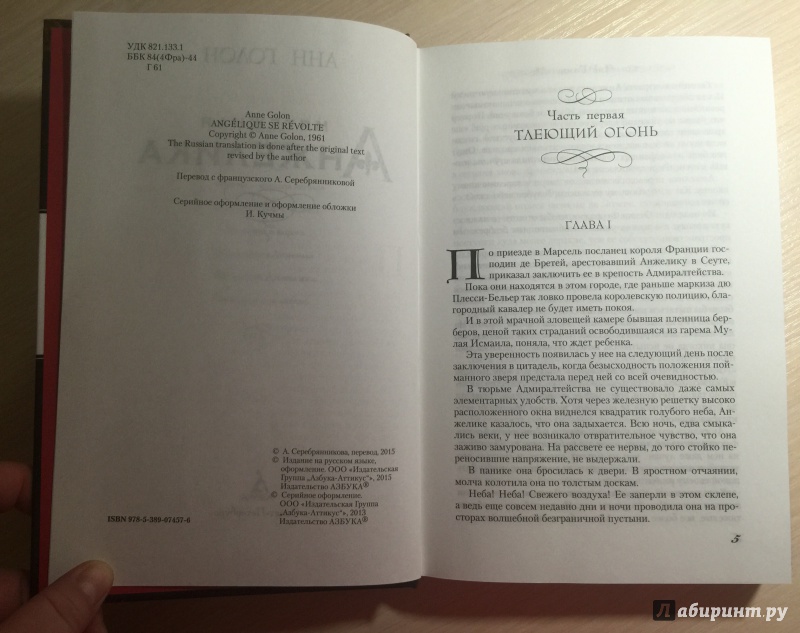 УДК 821.133.1
ББК 84(4Фра)-44
Г 61
Anne Golon
ANGÉLIQUE SE RÉVOLTE
Copyright © Anne Golon, 1961
The Russian translation is done after the original text
revised by the author
Перевод с французского А. Серебрянниковой
Серийное оформление и оформление обложки
И. Кучмы
© А. Серебрянникова, перевод, 2015
© Издание на русском языке,
оформление. ООО «Издательская
Группа „Азбука-Аттикус“», 2015
Издательство АЗБУКА®
© Серийное оформление.
ООО «Издательская Группа
„Азбука-Аттикус“», 2013
Издательство АЗБУКА®
ISBN 978-5-389-07457-6
Часть первая
ТЛЕЮЩИЙ ОГОНЬ
ГЛАВА I
По приезде в Марсель посланец короля Франции гос-
подин де Бретей, арестовавший Анжелику в Сеуте,
приказал заключить ее в крепость Адмиралтейства.
Пока они находятся в этом городе, где раньше маркиза дю
Плесси-Бельер так ловко провела королевскую полицию, бла-
городный кавалер не будет иметь покоя.
И в этой мрачной зловещей камере бывшая пленница бер-
беров, ценой таких страданий освободившаяся из гарема Му-
лая Исмаила, поняла, что ждет ребенка.
Эта уверенность появилась у нее на следующий день после
заключения в цитадель, когда безысходность положения пой-
манного зверя предстала перед ней со всей очевидностью.
В тюрьме Адмиралтейства не существовало даже самых
элементарных удобств. Хотя через железную решетку высоко
расположенного окна виднелся квадратик голубого неба, Ан-
желике казалось, что она задыхается. Всю ночь, едва смыка-
лись веки, у нее возникало отвратительное чувство, что она
заживо замурована. На рассвете ее нервы, до того стойко пе-
реносившие напряжение, не выдержали.
В панике она бросилась к двери. В яростном отчаянии,
молча колотила она по толстым доскам.
Неба! Неба! Свежего воздуха! Ее заперли в этом склепе,
а ведь еще совсем недавно дни и ночи проводила она на про-
сторах волшебной безграничной пустыни.
5
Лабиринт.ру